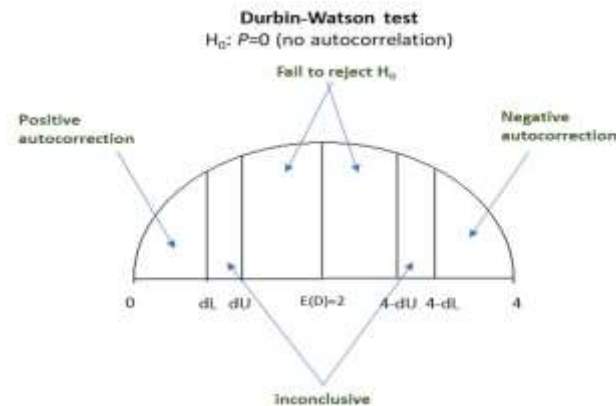 Durbin-Watson test
H₀: P=0 (no autocorrelation)
Fail to reject H₀
Positive
autocorrection
Negative
autocorrection
0 dL dU E(D)=2 4-dU 4-dL 4
inconclusive